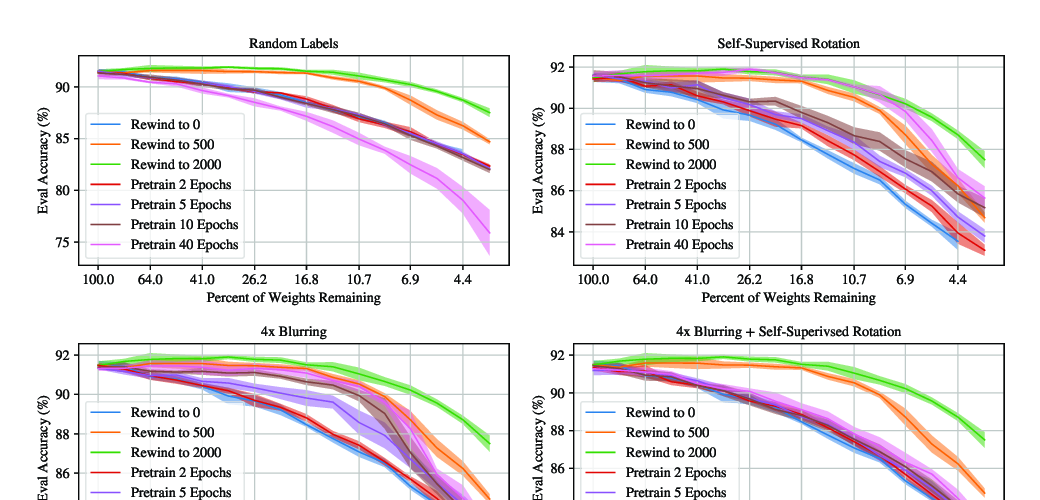 Random Labels
Eval Accuracy (%)
90
85
80
75
Rewind to 0
Rewind to 500
Rewind to 2000
Pretrain 2 Epochs
Pretrain 5 Epochs
Pretrain 10 Epochs
Pretrain 40 Epochs
100.0 64.0 41.0 26.2 16.8 10.7 6.9 4.4
Percent of Weights Remaining
Self-Supervised Rotation
Eval Accuracy (%)
92
90
88
86
84
Rewind to 0
Rewind to 500
Rewind to 2000
Pretrain 2 Epochs
Pretrain 5 Epochs
Pretrain 10 Epochs
Pretrain 40 Epochs
100.0 64.0 41.0 26.2 16.8 10.7 6.9 4.4
Percent of Weights Remaining
4x Blurring
Eval Accuracy (%)
92
90
88
86
Rewind to 0
Rewind to 500
Rewind to 2000
Pretrain 2 Epochs
Pretrain 5 Epochs
4x Blurring + Self-Superivsed Rotation
Eval Accuracy (%)
92
90
88
86
Rewind to 0
Rewind to 500
Rewind to 2000
Pretrain 2 Epochs
Pretrain 5 Epochs